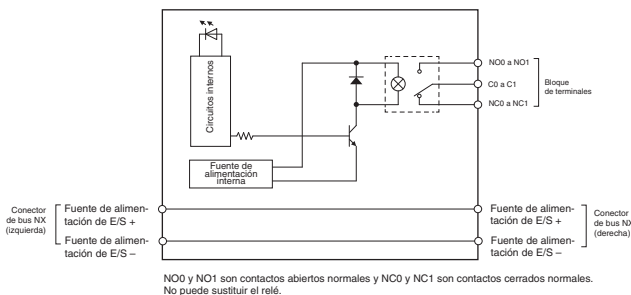 Circuitos internos
NO0 a NO1
C0 a C1
NC0 a NC1
Bloque
de terminales
Fuente de
alimentación
interna
Conector
de bus NX
(izquierda)
Fuente de alimen-
tación de E/S +
Fuente de alimen-
tación de E/S –
Fuente de alimen-
tación de E/S +
Fuente de alimen-
tación de E/S –
Conector
de bus NX
(derecha)
NO0 y NO1 son contactos abiertos normales y NC0 y NC1 son contactos cerrados normales.
No puede sustituir el relé.